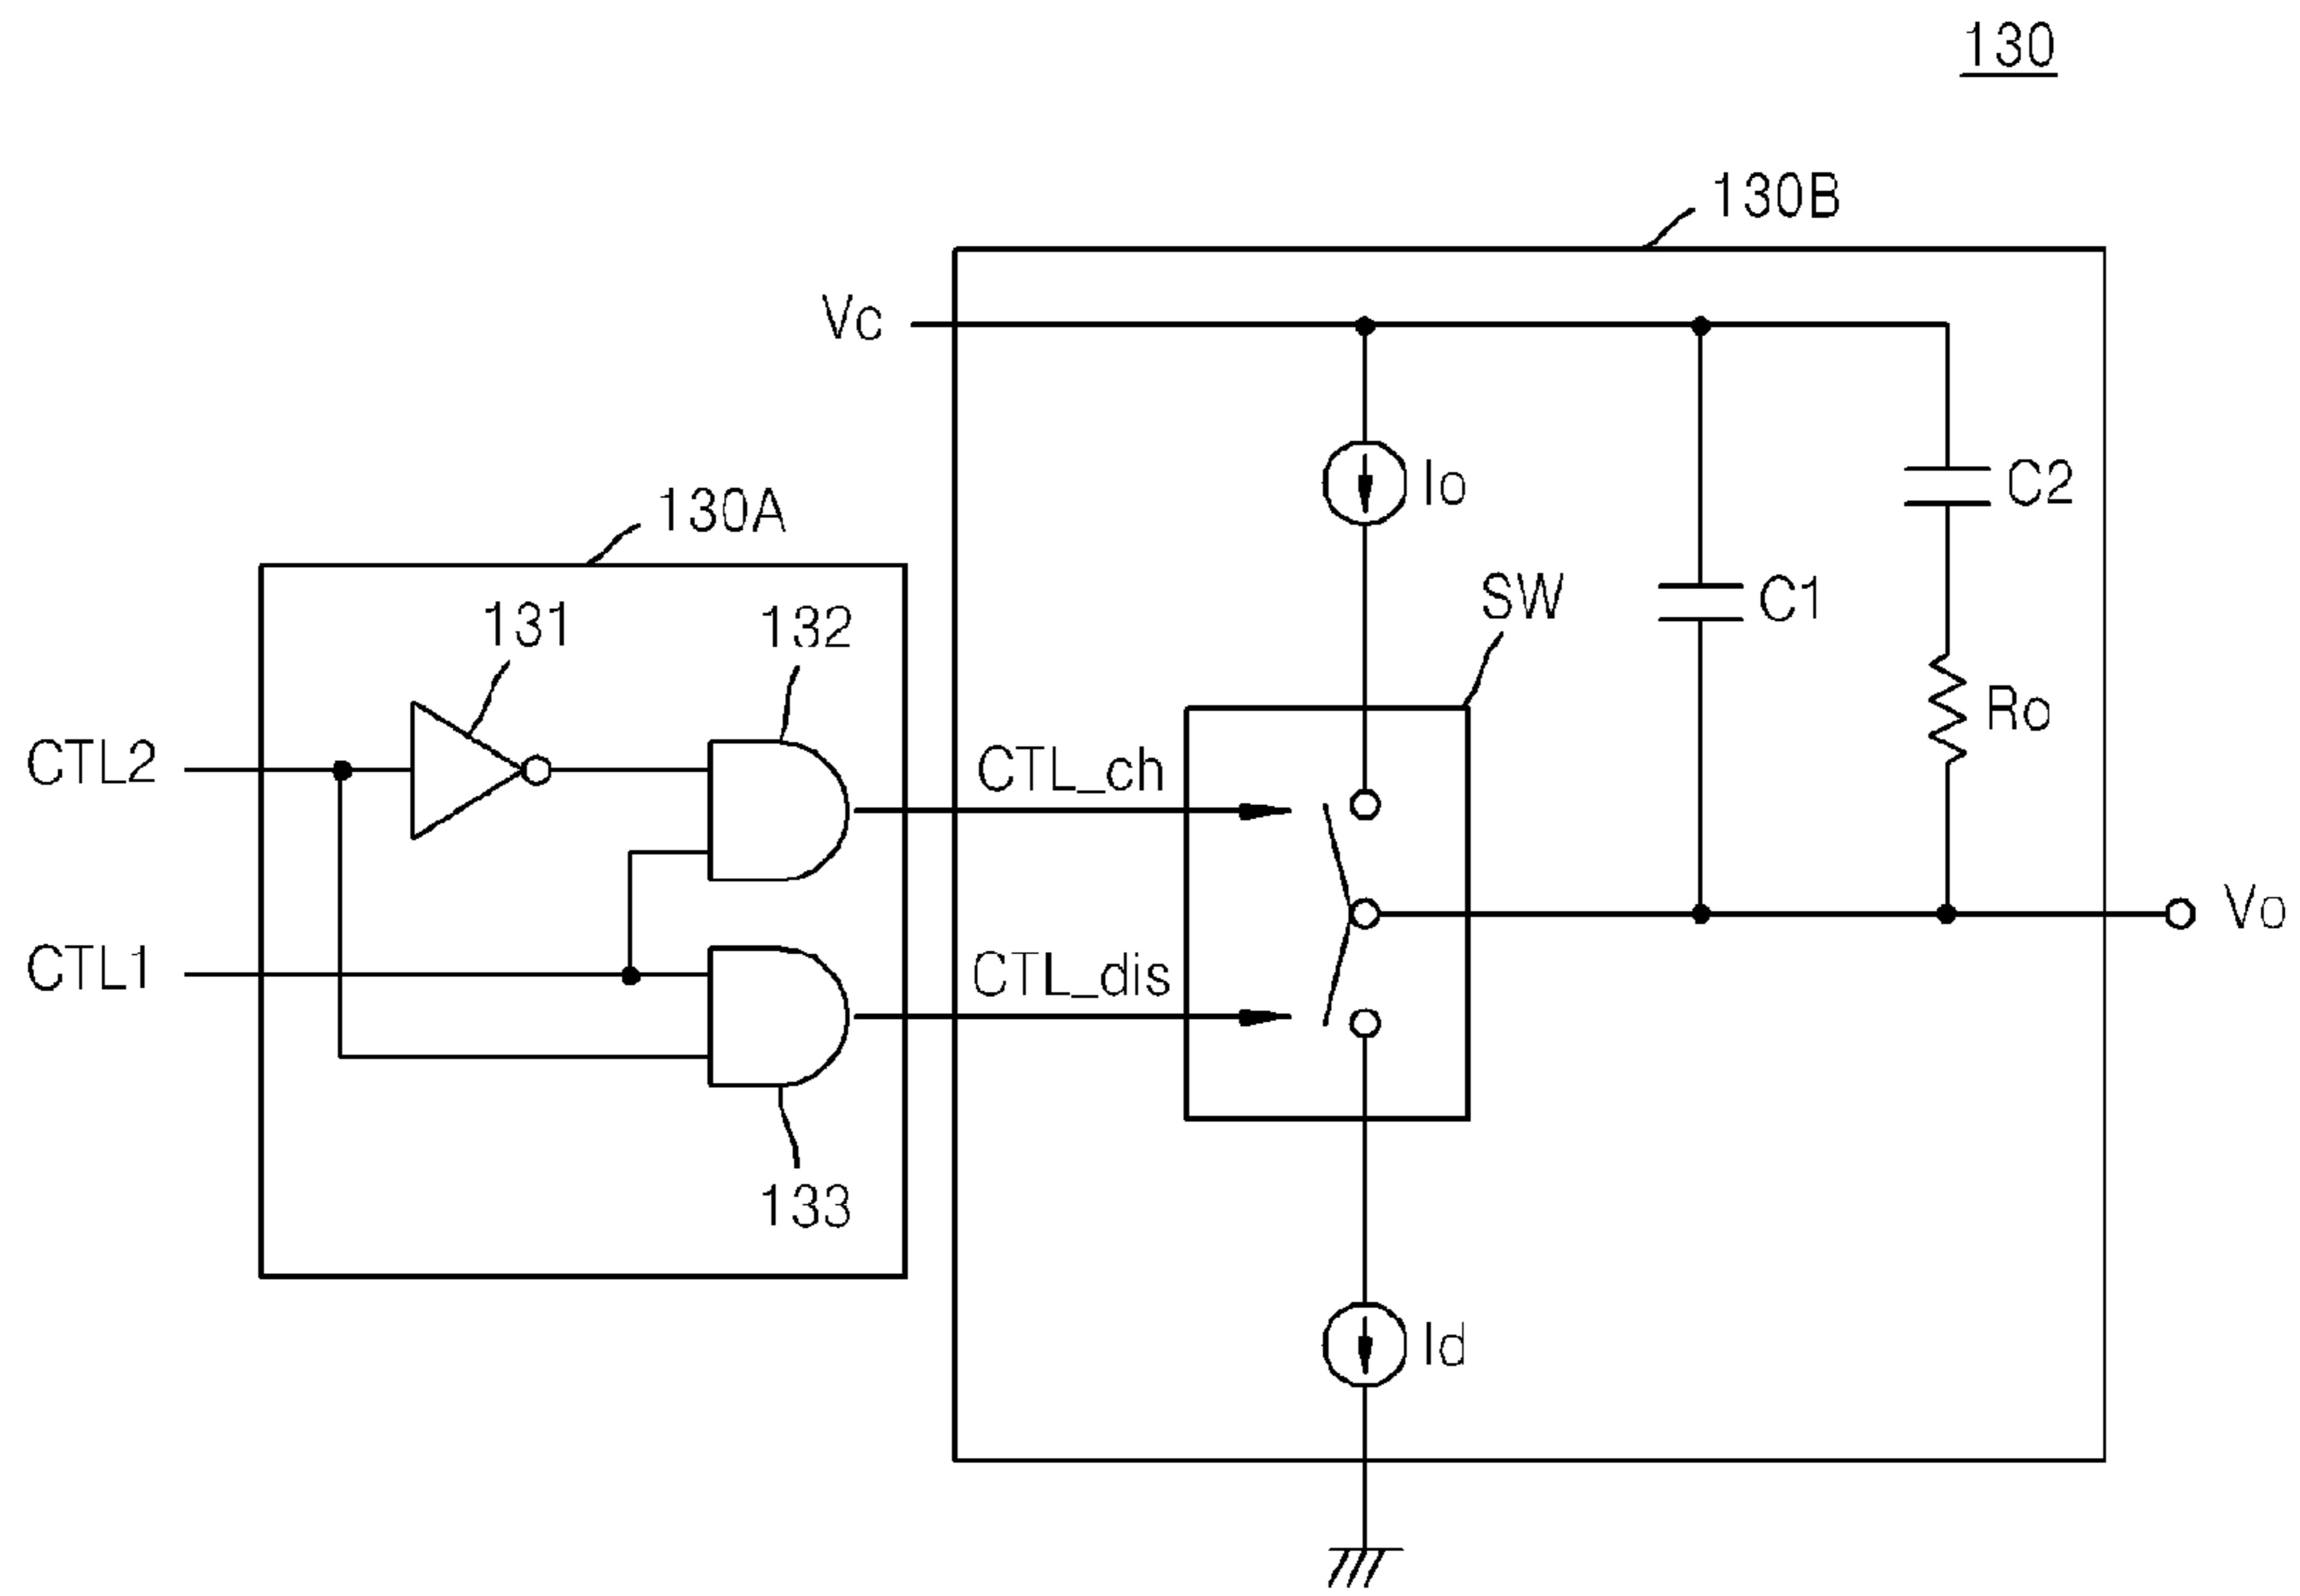 130
130B
Vc
Io
C2
130A
SW
C1
131
132
Ro
CTL2
CTL_ch
Vo
CTL1
CTL_dis
133
Id